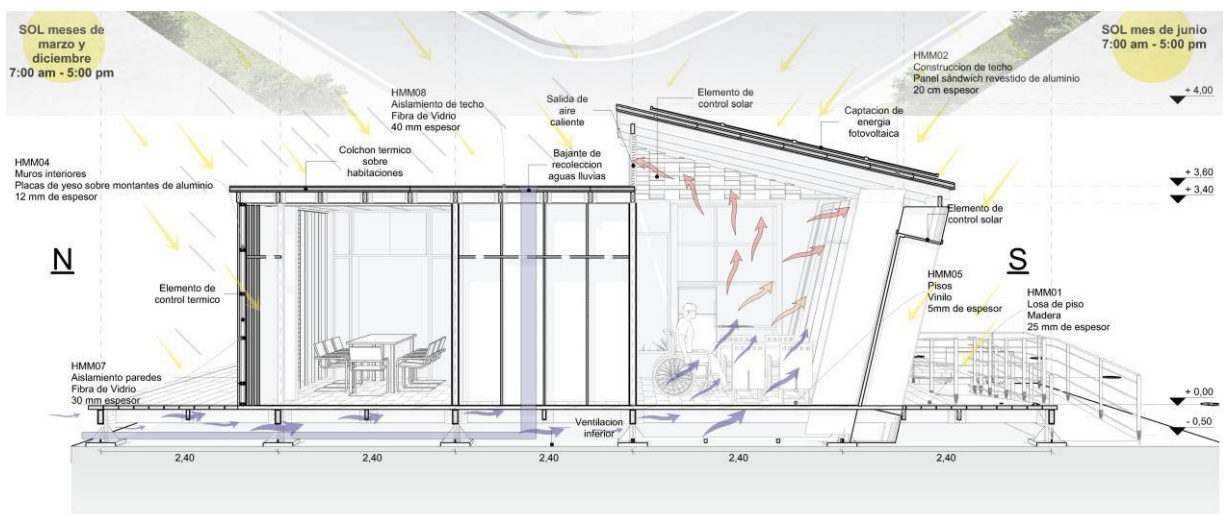 SOL meses de
marzo y
diciembre
7:00 am - 5:00 pm
SOL mes de junio
7:00 am - 5:00 pm
HMM02
Construccion de techo
Panel sándwich revestido de aluminio
20 cm espesor
HMM08
Aislamiento de techo
Fibra de Vidrio
40 mm espesor
Salida de
aire
caliente
Elemento de
control solar
Captacion de
energia
fotovoltaica
+ 4,00
Colchon termico
sobre
habitaciones
Bajante de
recoleccion
aguas lluvias
HMM04
Muros interiores
Placas de yeso sobre montantes de aluminio
12 mm de espesor
+ 3,60
+ 3,40
Elemento de
control solar
N
S
Elemento de
control termico
HMM05
Pisos
Vinilo
5mm de espesor
HMM01
Losa de piso
Madera
25 mm de espesor
HMM07
Aislamiento paredes
Fibra de Vidrio
30 mm espesor
+ 0,00
- 0,50
Ventilacion
inferior
2,40
2,40
2,40
2,40
2,40